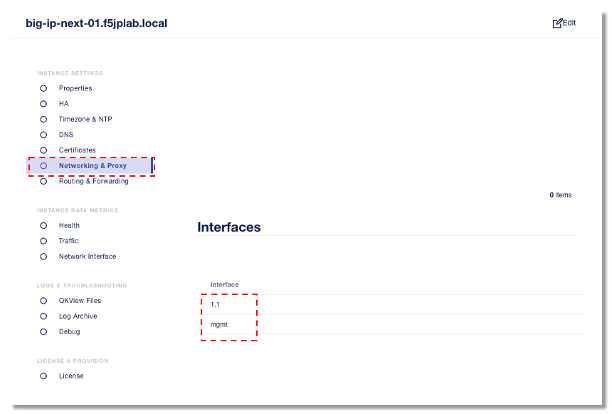 big-ip-next-01.f5jplab.local
Edit
INSTANCE SETTINGS
Properties
HA
Timezone & NTP
DNS
Certificates
Networking & Proxy
Routing & Forwarding
0 items
INSTANCE DATA METRICS
Health
Traffic
Network Interface
Interfaces
LOGS & TROUBLESHOOTING
QKView Files
Log Archive
Debug
Interface
1.1
mgmt
LICENSE & PROVISION
License